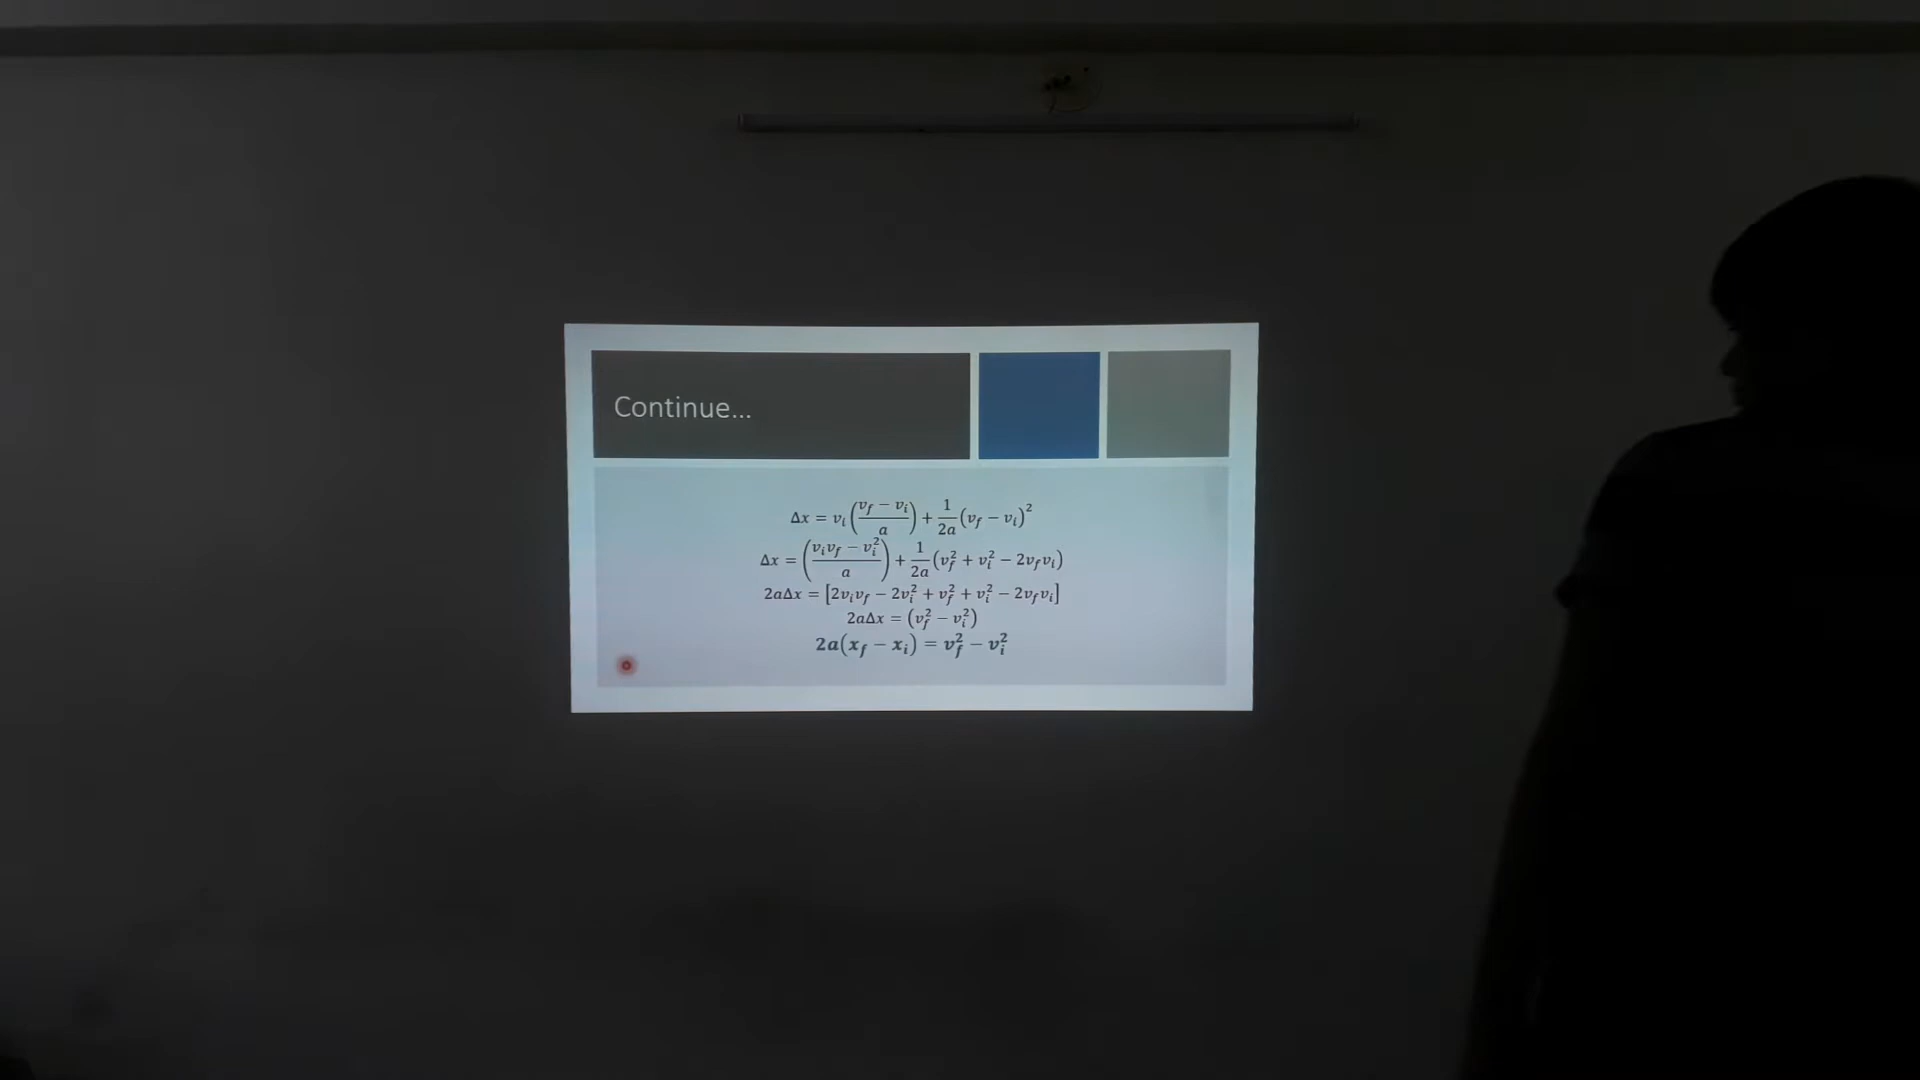 Continue...
Δx = v_i((v_f − v_i)/a) + 1/2a (v_f − v_i)²
Δx = ((v_i v_f − v_i²)/a) + 1/2a (v_f² + v_i² − 2v_f v_i)
2aΔx = [2v_i v_f − 2v_i² + v_f² + v_i² − 2v_f v_i]
2aΔx = (v_f² − v_i²)
2a(x_f − x_i) = v_f² − v_i²